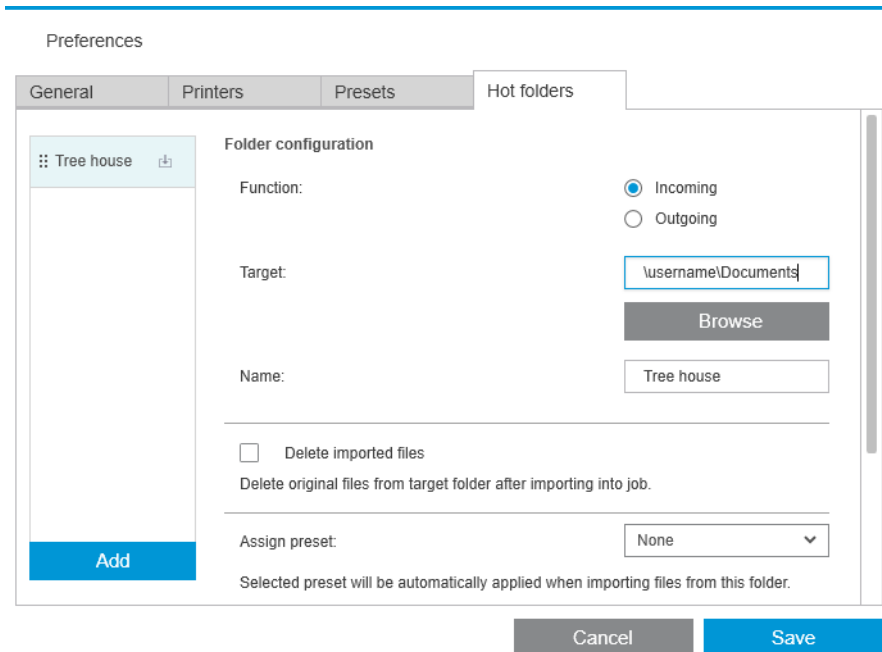 Preferences
General Printers Presets Hot folders
Tree house
Folder configuration
Function:
Incoming
Outgoing
Target:
\username\Documents
Browse
Name:
Tree house
Delete imported files
Delete original files from target folder after importing into job.
Assign preset:
None
Selected preset will be automatically applied when importing files from this folder.
Add
Cancel Save